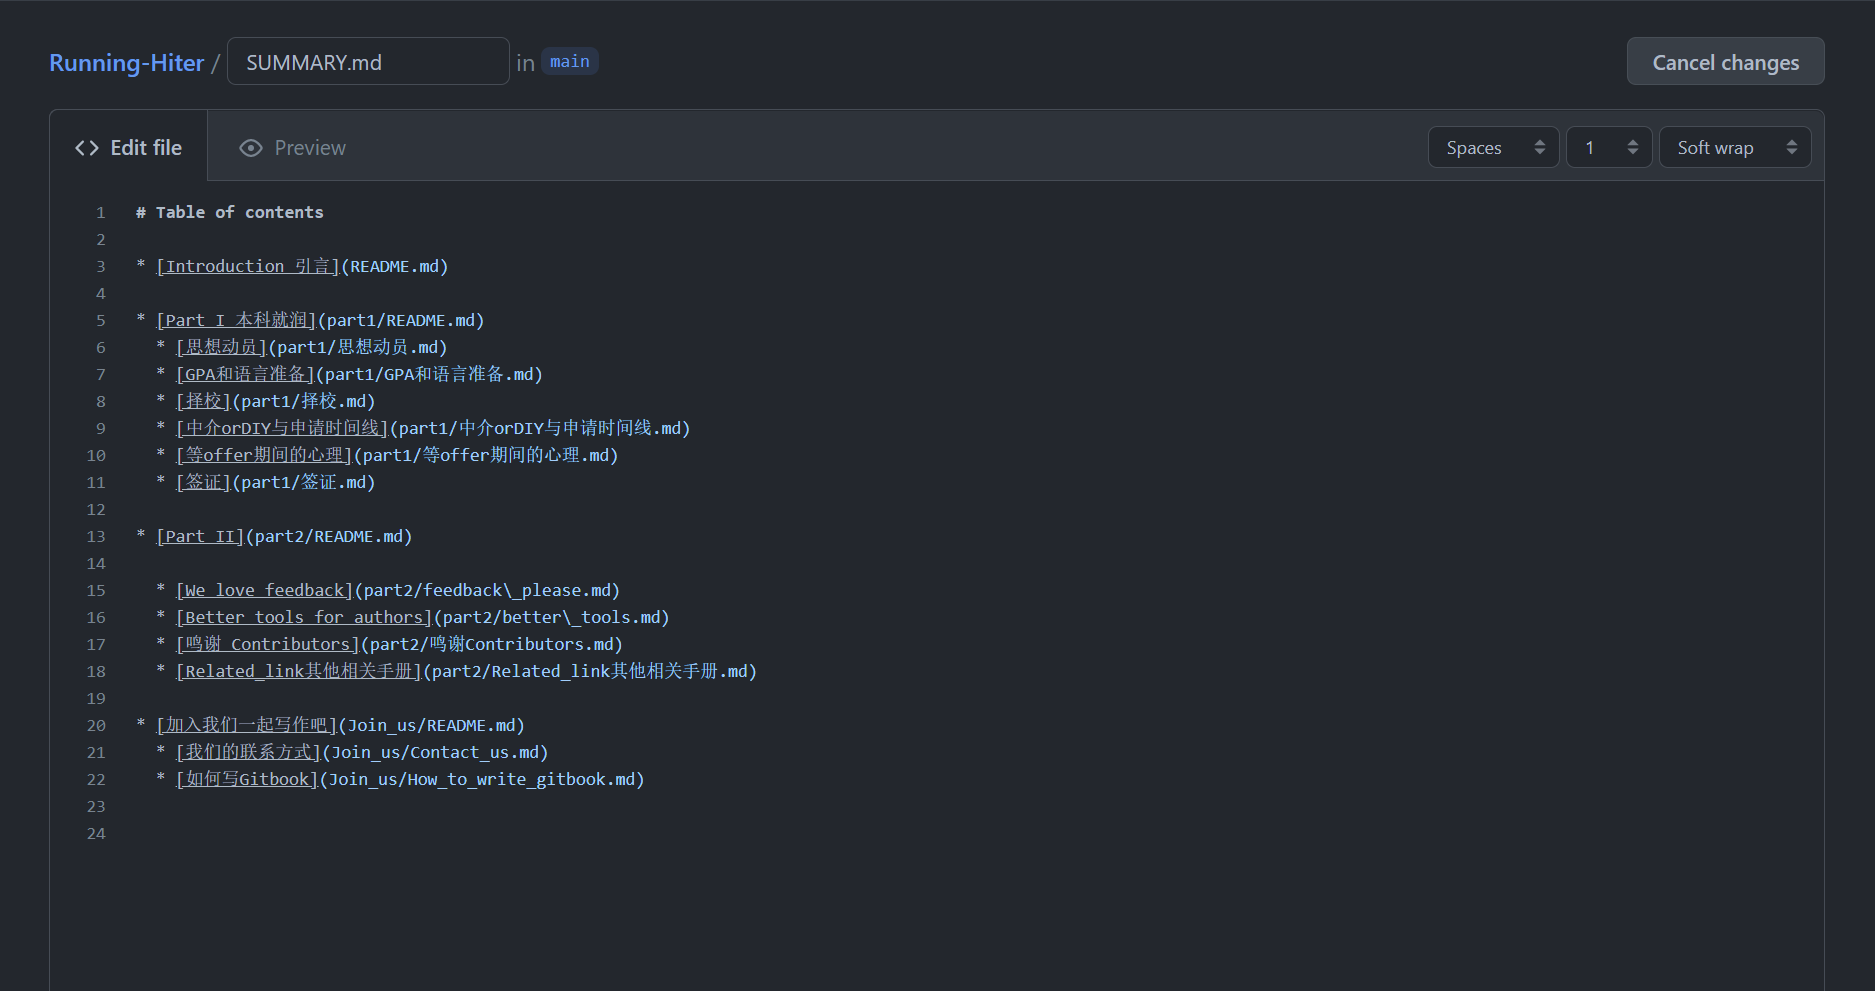 Running-Hiter / SUMMARY.md in main Cancel changes
Edit file Preview Spaces 1 Soft wrap
1 # Table of contents
2
3 * [Introduction 引言](README.md)
4
5 * [Part I 本科就润](part1/README.md)
6   * [思想动员](part1/思想动员.md)
7   * [GPA和语言准备](part1/GPA和语言准备.md)
8   * [择校](part1/择校.md)
9   * [中介orDIY与申请时间线](part1/中介orDIY与申请时间线.md)
10   * [等offer期间的心理](part1/等offer期间的心理.md)
11   * [签证](part1/签证.md)
12
13 * [Part II](part2/README.md)
14
15   * [We love feedback](part2/feedback\_please.md)
16   * [Better tools for authors](part2/better\_tools.md)
17   * [鸣谢 Contributors](part2/鸣谢Contributors.md)
18   * [Related_link其他相关手册](part2/Related_link其他相关手册.md)
19
20 * [加入我们一起写作吧](Join_us/README.md)
21   * [我们的联系方式](Join_us/Contact_us.md)
22   * [如何写Gitbook](Join_us/How_to_write_gitbook.md)
23
24